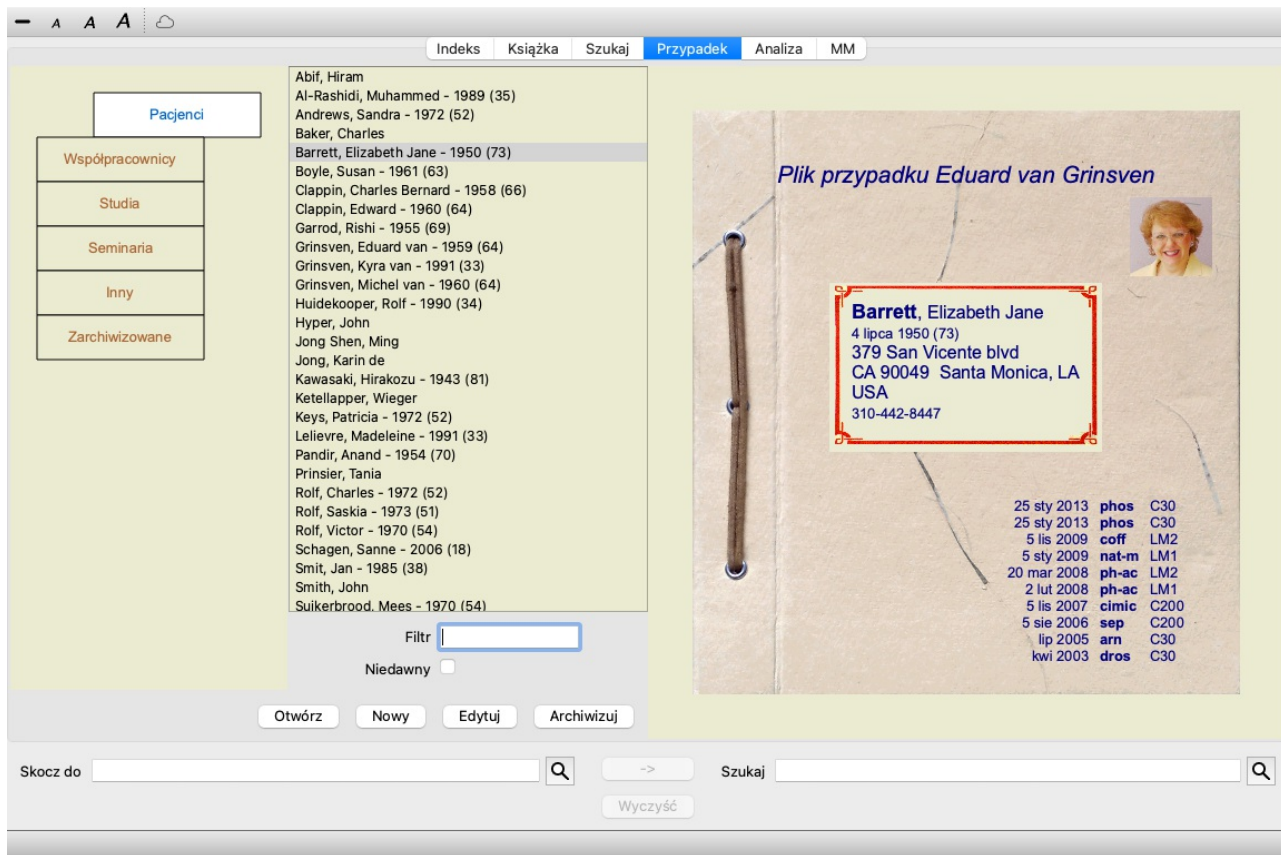 A A A
Indeks Książka Szukaj Przypadek Analiza MM
Pacjenci
Współpracownicy
Studia
Seminaria
Inny
Zarchiwizowane
Abif, Hiram
Al-Rashidi, Muhammed - 1989 (35)
Andrews, Sandra - 1972 (52)
Baker, Charles
Barrett, Elizabeth Jane - 1950 (73)
Boyle, Susan - 1961 (63)
Clappin, Charles Bernard - 1958 (66)
Clappin, Edward - 1960 (64)
Garrod, Rishi - 1955 (69)
Grinsven, Eduard van - 1959 (64)
Grinsven, Kyra van - 1991 (33)
Grinsven, Michel van - 1960 (64)
Huidekooper, Rolf - 1990 (34)
Hyper, John
Jong Shen, Ming
Jong, Karin de
Kawasaki, Hirakozu - 1943 (81)
Ketellapper, Wieger
Keys, Patricia - 1972 (52)
Lelievre, Madeleine - 1991 (33)
Pandir, Anand - 1954 (70)
Prinsier, Tania
Rolf, Charles - 1972 (52)
Rolf, Saskia - 1973 (51)
Rolf, Victor - 1970 (54)
Schagen, Sanne - 2006 (18)
Smit, Jan - 1985 (38)
Smith, John
Suikerbrood, Mees - 1970 (54)
Filtr
Niedawny
Otwórz Nowy Edytuj Archiwizuj
Plik przypadku Eduard van Grinsven
Barrett, Elizabeth Jane
4 lipca 1950 (73)
379 San Vicente blvd
CA 90049 Santa Monica, LA
USA
310-442-8447
25 sty 2013 phos C30
25 sty 2013 phos C30
5 lis 2009 coff LM2
5 sty 2009 nat-m LM1
20 mar 2008 ph-ac LM2
2 lut 2008 ph-ac LM1
5 lis 2007 cimic C200
5 sie 2006 sep C200
lip 2005 arn C30
kwi 2003 dros C30
Skocz do -> Szukaj
Wyczyść